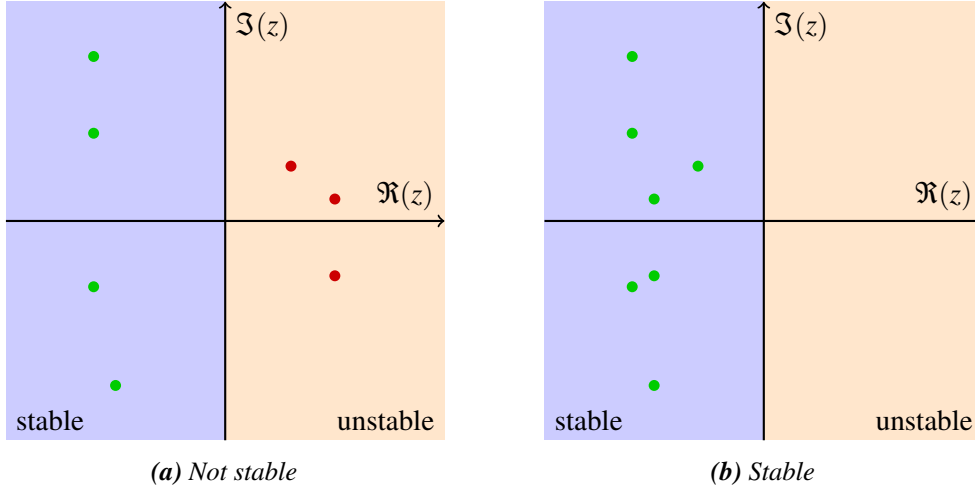 ℑ(z)
ℜ(z)
stable
unstable
(a) Not stable
ℑ(z)
ℜ(z)
stable
unstable
(b) Stable